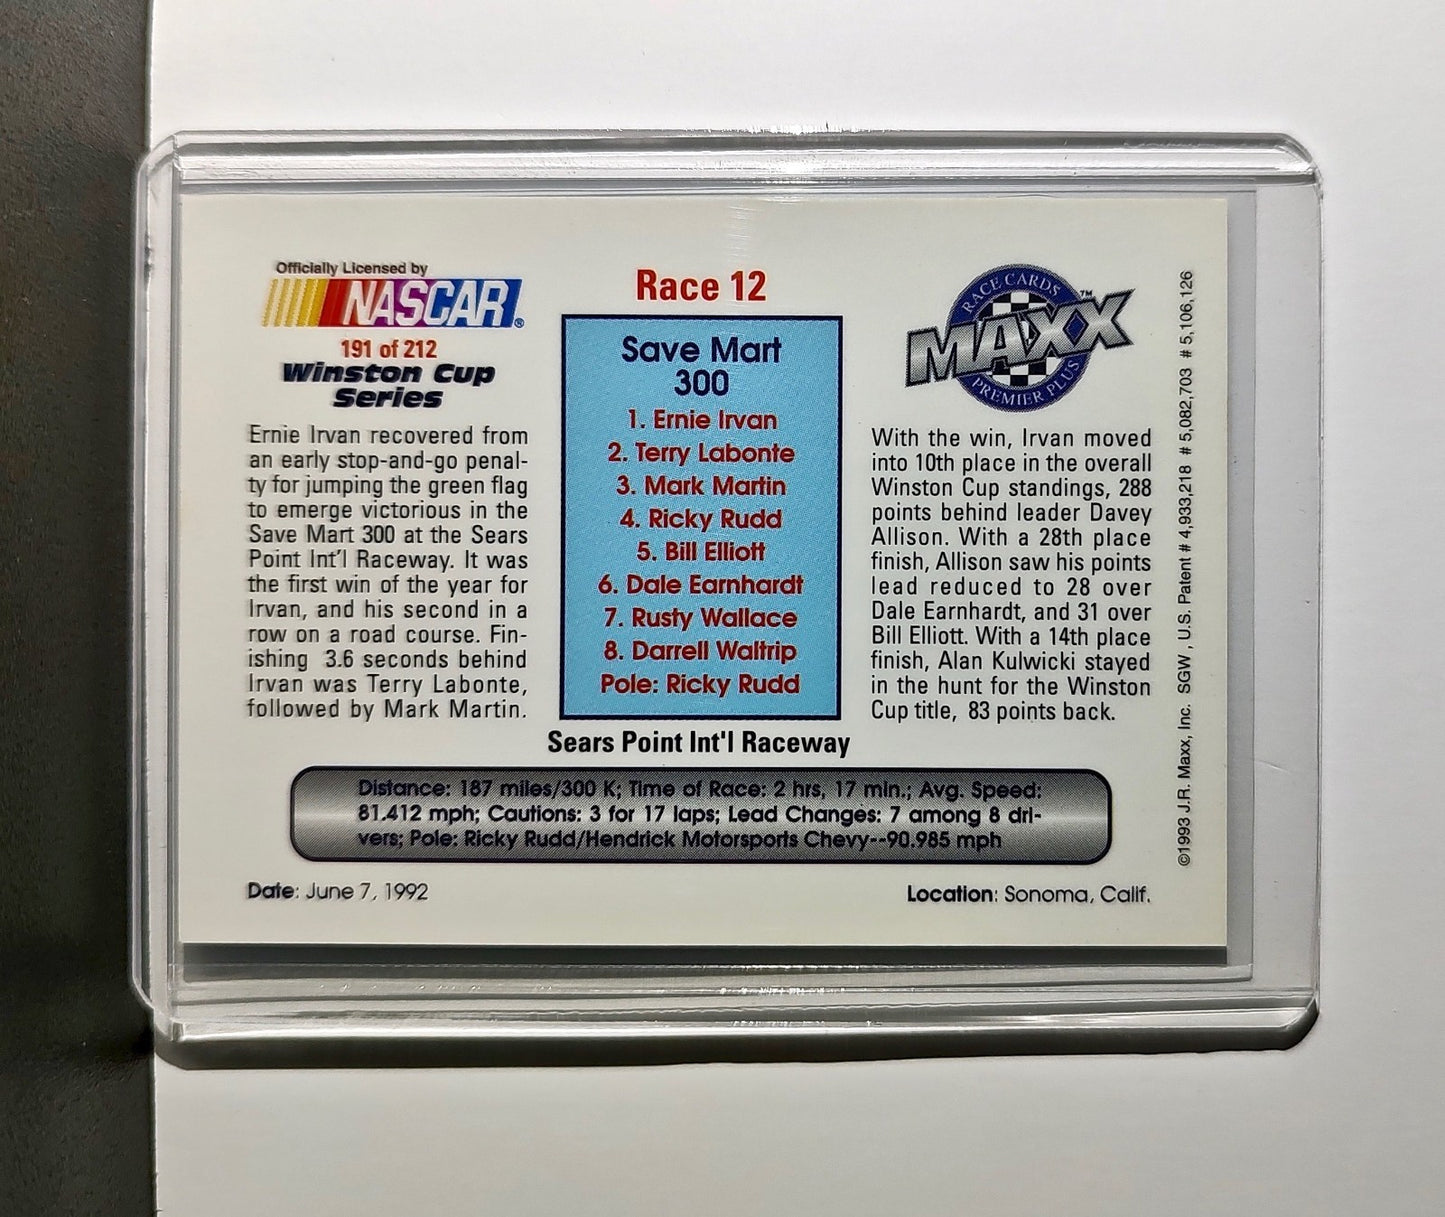 Officially Licensed by
NASCAR®
191 of 212
Winston Cup
Series
Ernie Irvan recovered from
an early stop-and-go penal-
ty for jumping the green flag
to emerge victorious in the
Save Mart 300 at the Sears
Point Int'l Raceway. It was
the first win of the year for
Irvan, and his second in a
row on a road course. Fin-
ishing 3.6 seconds behind
Irvan was Terry Labonte,
followed by Mark Martin.
Race 12
Save Mart
300
1. Ernie Irvan
2. Terry Labonte
3. Mark Martin
4. Ricky Rudd
5. Bill Elliott
6. Dale Earnhardt
7. Rusty Wallace
8. Darrell Waltrip
Pole: Ricky Rudd
Sears Point Int'l Raceway
RACE CARDS
MAXX™
PREMIER PLUS
With the win, Irvan moved
into 10th place in the overall
Winston Cup standings, 288
points behind leader Davey
Allison. With a 28th place
finish, Allison saw his points
lead reduced to 28 over
Dale Earnhardt, and 31 over
Bill Elliott. With a 14th place
finish, Alan Kulwicki stayed
in the hunt for the Winston
Cup title, 83 points back.
Distance: 187 miles/300 K; Time of Race: 2 hrs, 17 min.; Avg. Speed:
81.412 mph; Cautions: 3 for 17 laps; Lead Changes: 7 among 8 dri-
vers; Pole: Ricky Rudd/Hendrick Motorsports Chevy--90.985 mph
Date: June 7, 1992
Location: Sonoma, Calif.
©1993 J.R. Maxx, Inc. SGW, U.S. Patent # 4,933,218 # 5,082,703 # 5,106,126